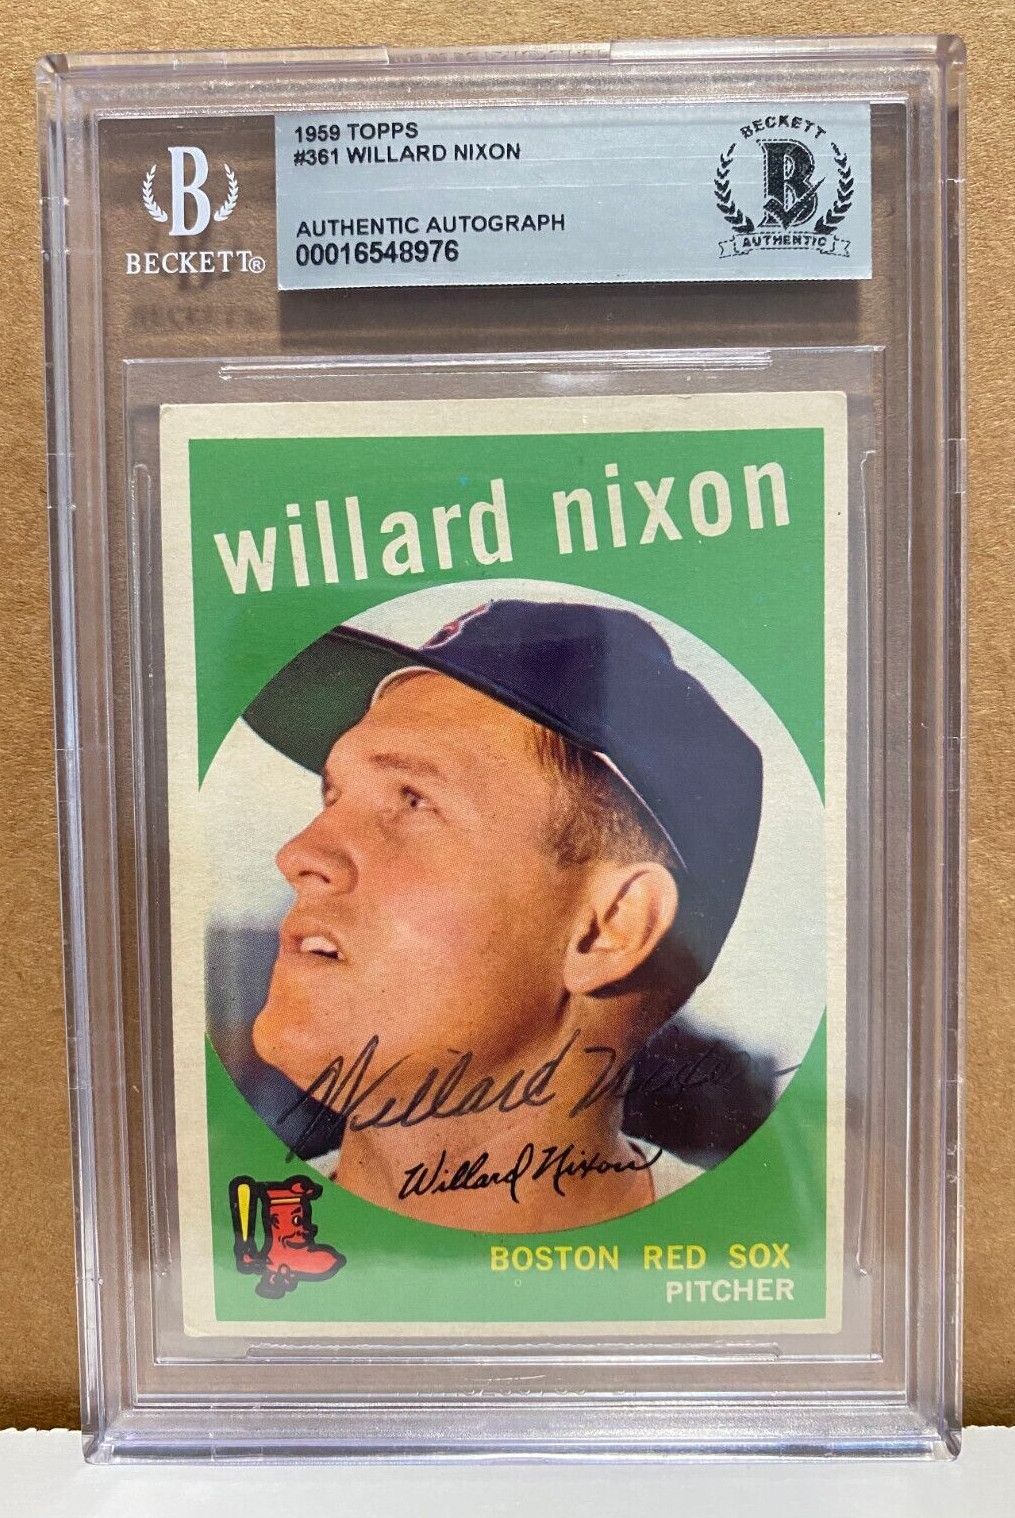 1959 TOPPS
#361 WILLARD NIXON
AUTHENTIC AUTOGRAPH
00016548976
B
BECKETT®
BECKETT
B
AUTHENTIC
willard nixon
Willard Nixon
Willard Nixon
BOSTON RED SOX
PITCHER